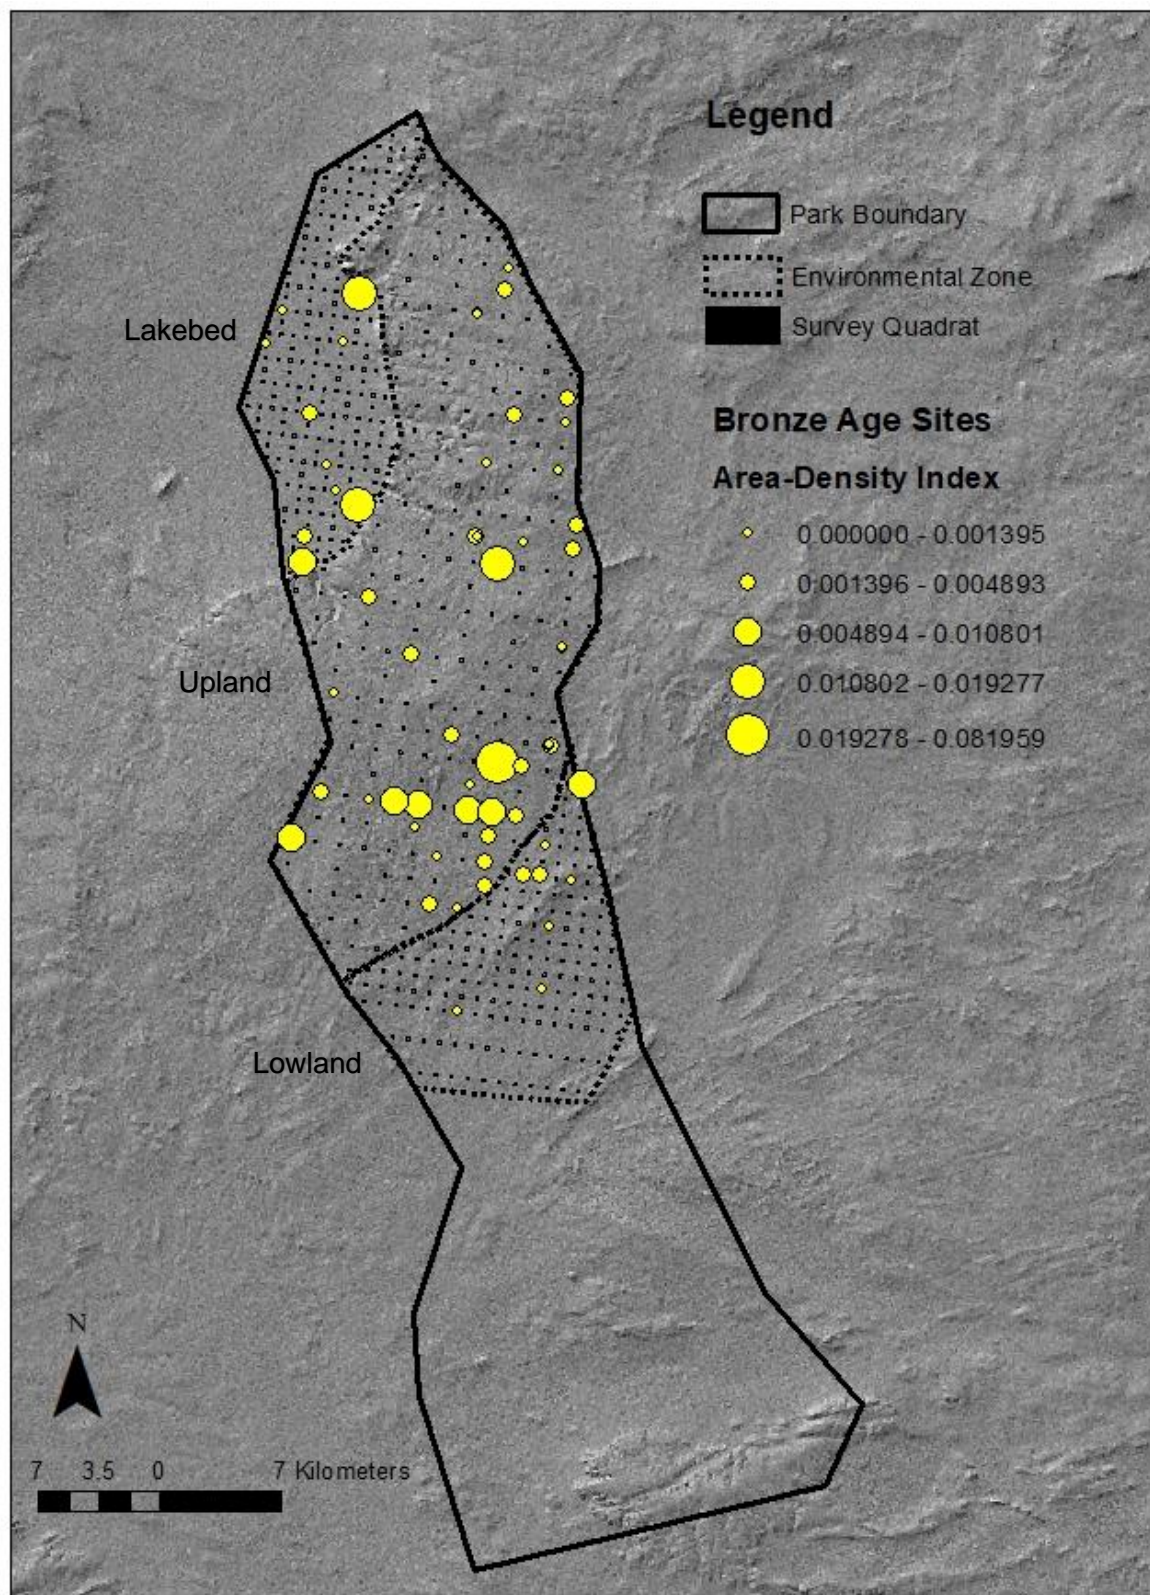 Legend
Park Boundary
Environmental Zone
Survey Quadrat
Lakebed
Bronze Age Sites
Area-Density Index
0.000000 - 0.001395
0.001396 - 0.004893
0.004894 - 0.010801
0.010802 - 0.019277
0.019278 - 0.081959
Upland
Lowland
N
7 3.5 0 7 Kilometers